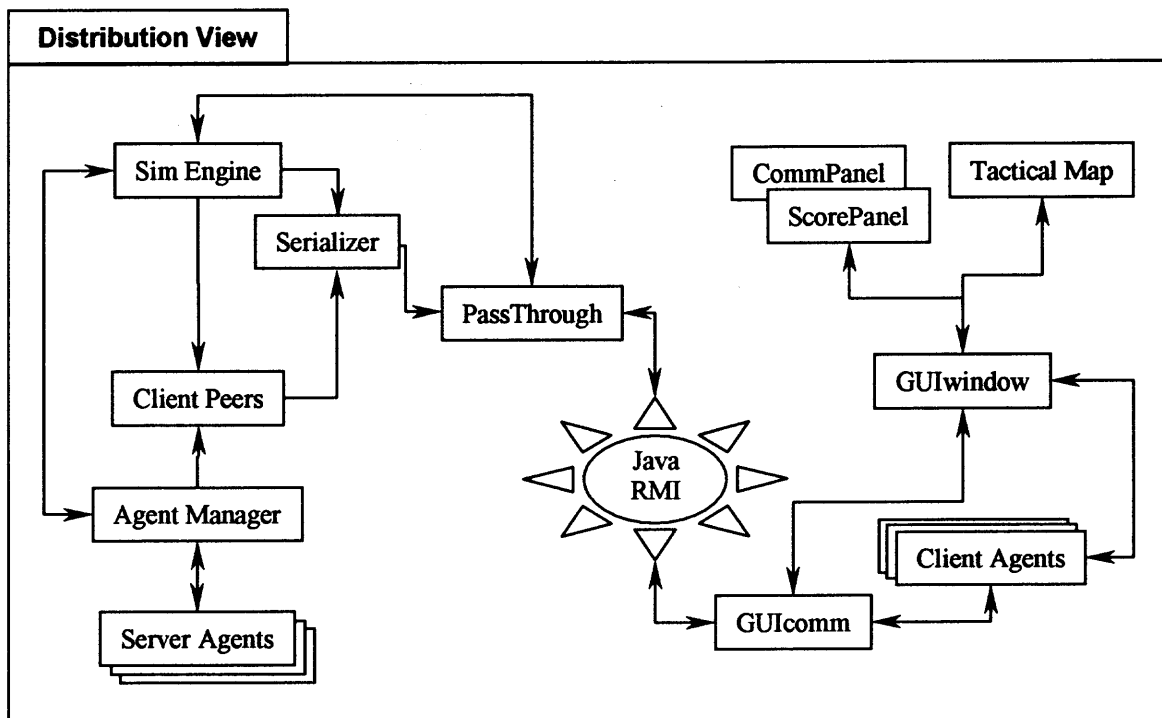 Distribution View
Sim Engine
Serializer
PassThrough
Client Peers
Agent Manager
Server Agents
Java
RMI
CommPanel
ScorePanel
Tactical Map
GUIwindow
Client Agents
GUIcomm